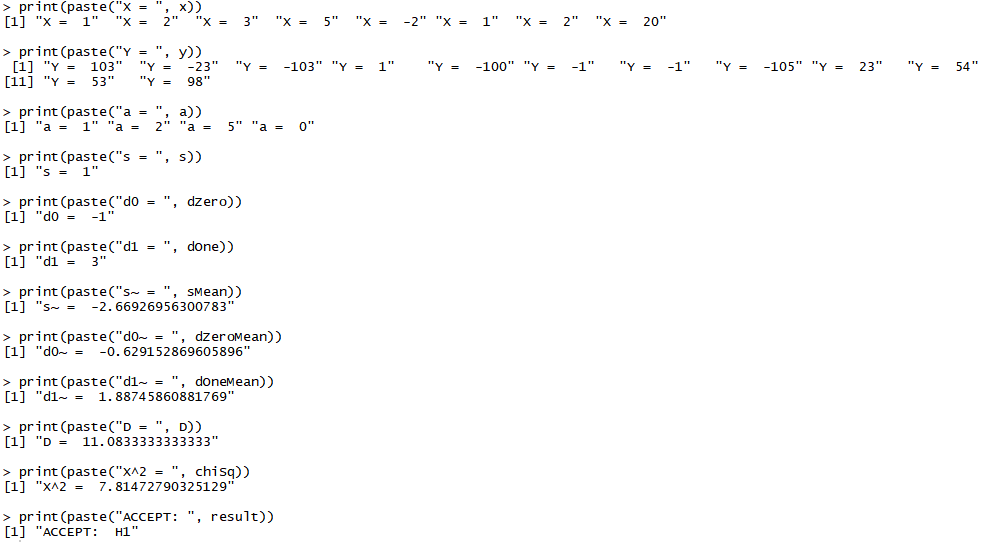 > print(paste("X = ", x))
[1] "X =  1"  "X =  2"  "X =  3"  "X =  5"  "X =  -2" "X =  1"  "X =  2"  "X =  20"
> print(paste("Y = ", y))
 [1] "Y =  103"  "Y =  -23"  "Y =  -103" "Y =  1"    "Y =  -100" "Y =  -1"   "Y =  -1"   "Y =  -105" "Y =  23"   "Y =  54"
[11] "Y =  53"   "Y =  98"
> print(paste("a = ", a))
[1] "a =  1" "a =  2" "a =  5" "a =  0"
> print(paste("s = ", s))
[1] "s =  1"
> print(paste("d0 = ", dZero))
[1] "d0 =  -1"
> print(paste("d1 = ", dOne))
[1] "d1 =  3"
> print(paste("s~ = ", sMean))
[1] "s~ =  -2.66926956300783"
> print(paste("d0~ = ", dZeroMean))
[1] "d0~ =  -0.629152869605896"
> print(paste("d1~ = ", dOneMean))
[1] "d1~ =  1.88745860881769"
> print(paste("D = ", D))
[1] "D =  11.0833333333333"
> print(paste("X^2 = ", chiSq))
[1] "X^2 =  7.81472790325129"
> print(paste("ACCEPT: ", result))
[1] "ACCEPT:  H1"